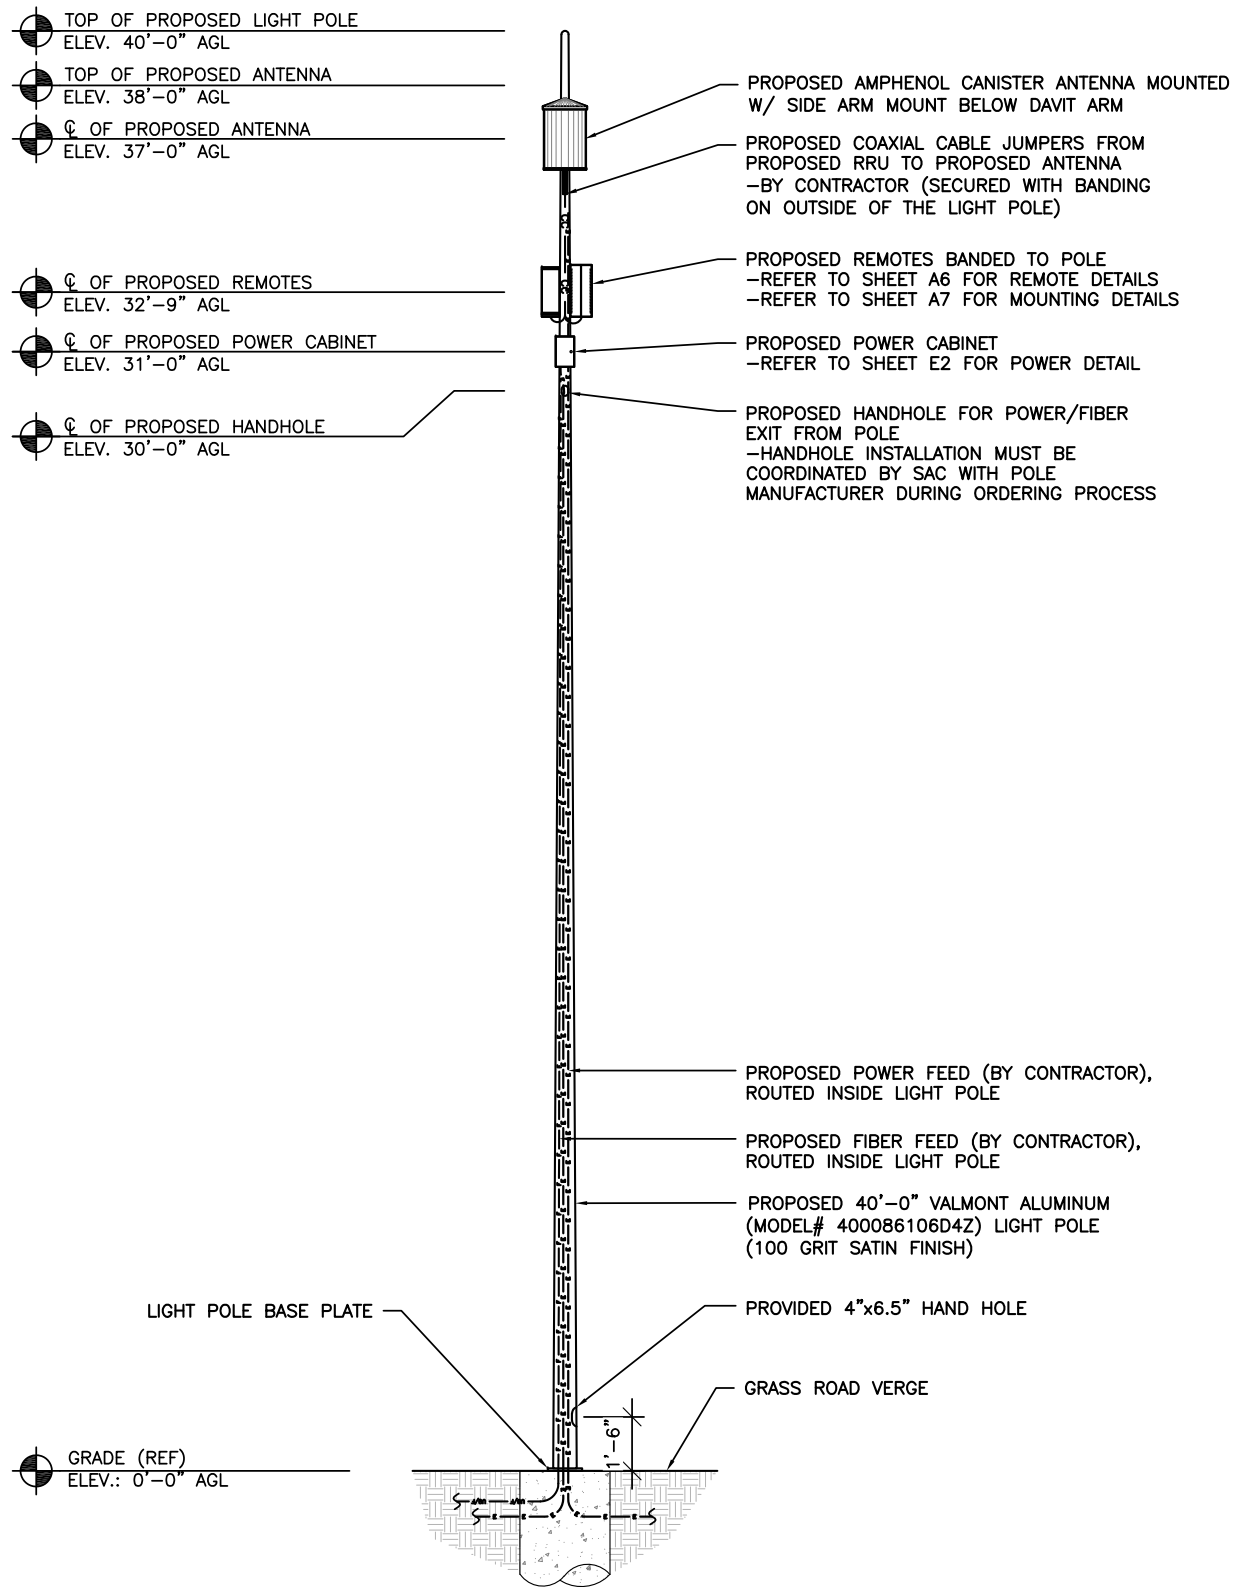 TOP OF PROPOSED LIGHT POLE
ELEV. 40'-0" AGL
TOP OF PROPOSED ANTENNA
ELEV. 38'-0" AGL
℄ OF PROPOSED ANTENNA
ELEV. 37'-0" AGL
℄ OF PROPOSED REMOTES
ELEV. 32'-9" AGL
℄ OF PROPOSED POWER CABINET
ELEV. 31'-0" AGL
℄ OF PROPOSED HANDHOLE
ELEV. 30'-0" AGL
PROPOSED AMPHENOL CANISTER ANTENNA MOUNTED
W/ SIDE ARM MOUNT BELOW DAVIT ARM
PROPOSED COAXIAL CABLE JUMPERS FROM
PROPOSED RRU TO PROPOSED ANTENNA
-BY CONTRACTOR (SECURED WITH BANDING
ON OUTSIDE OF THE LIGHT POLE)
PROPOSED REMOTES BANDED TO POLE
-REFER TO SHEET A6 FOR REMOTE DETAILS
-REFER TO SHEET A7 FOR MOUNTING DETAILS
PROPOSED POWER CABINET
-REFER TO SHEET E2 FOR POWER DETAIL
PROPOSED HANDHOLE FOR POWER/FIBER
EXIT FROM POLE
-HANDHOLE INSTALLATION MUST BE
COORDINATED BY SAC WITH POLE
MANUFACTURER DURING ORDERING PROCESS
PROPOSED POWER FEED (BY CONTRACTOR),
ROUTED INSIDE LIGHT POLE
PROPOSED FIBER FEED (BY CONTRACTOR),
ROUTED INSIDE LIGHT POLE
PROPOSED 40'-0" VALMONT ALUMINUM
(MODEL# 400086106D4Z) LIGHT POLE
(100 GRIT SATIN FINISH)
LIGHT POLE BASE PLATE
PROVIDED 4"x6.5" HAND HOLE
GRASS ROAD VERGE
1'-6"
GRADE (REF)
ELEV.: 0'-0" AGL